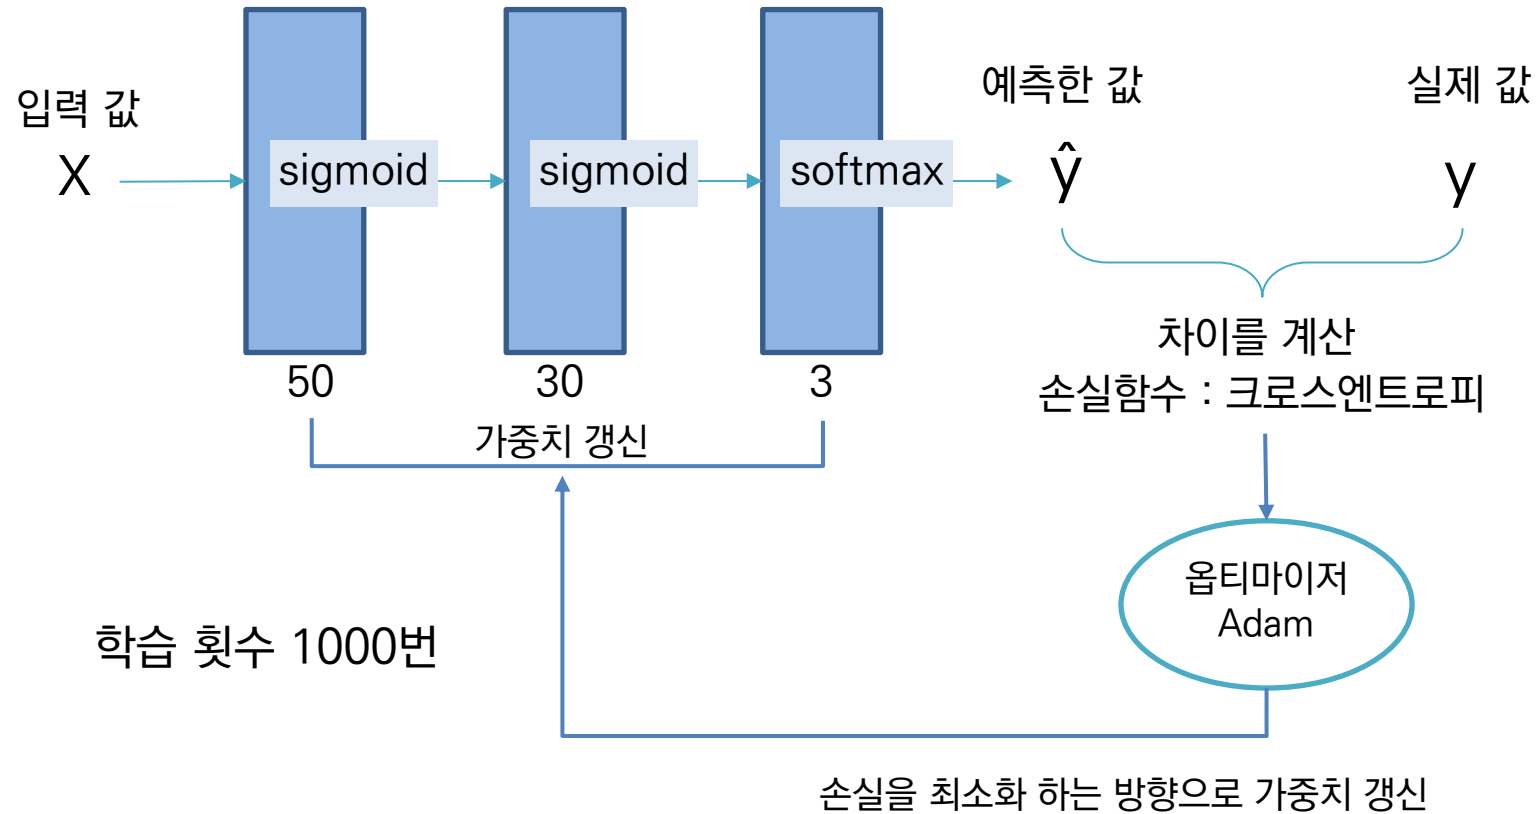 입력 값
X
sigmoid
sigmoid
softmax
예측한 값
ŷ
실제 값
y
50
30
3
가중치 갱신
차이를 계산
손실함수 : 크로스엔트로피
옵티마이저
Adam
학습 횟수 1000번
손실을 최소화 하는 방향으로 가중치 갱신